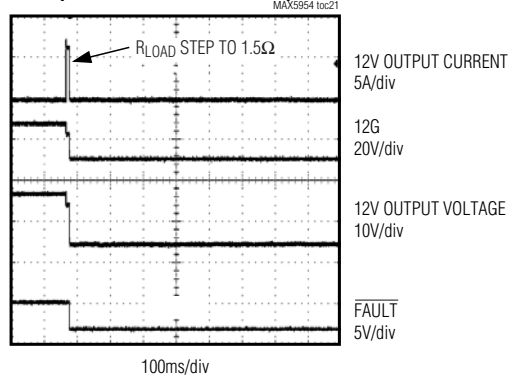 MAX5954 toc21
RLOAD STEP TO 1.5Ω
12V OUTPUT CURRENT
5A/div
12G
20V/div
12V OUTPUT VOLTAGE
10V/div
FAULT
5V/div
100ms/div